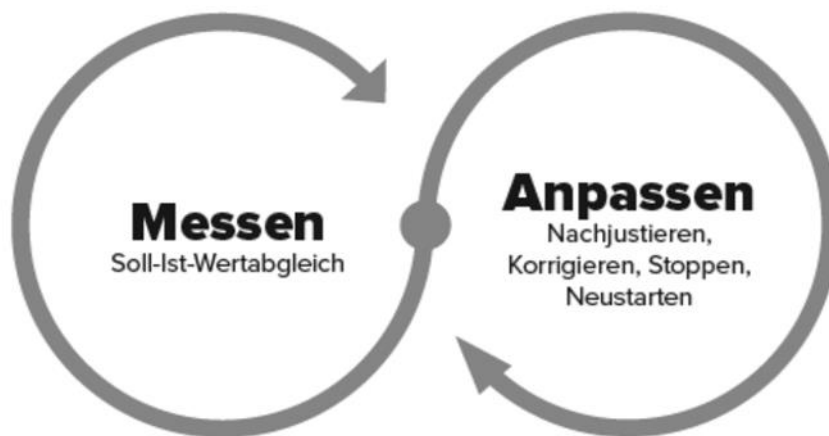 Messen
Soll-Ist-Wertabgleich
Anpassen
Nachjustieren,
Korrigieren, Stoppen,
Neustarten